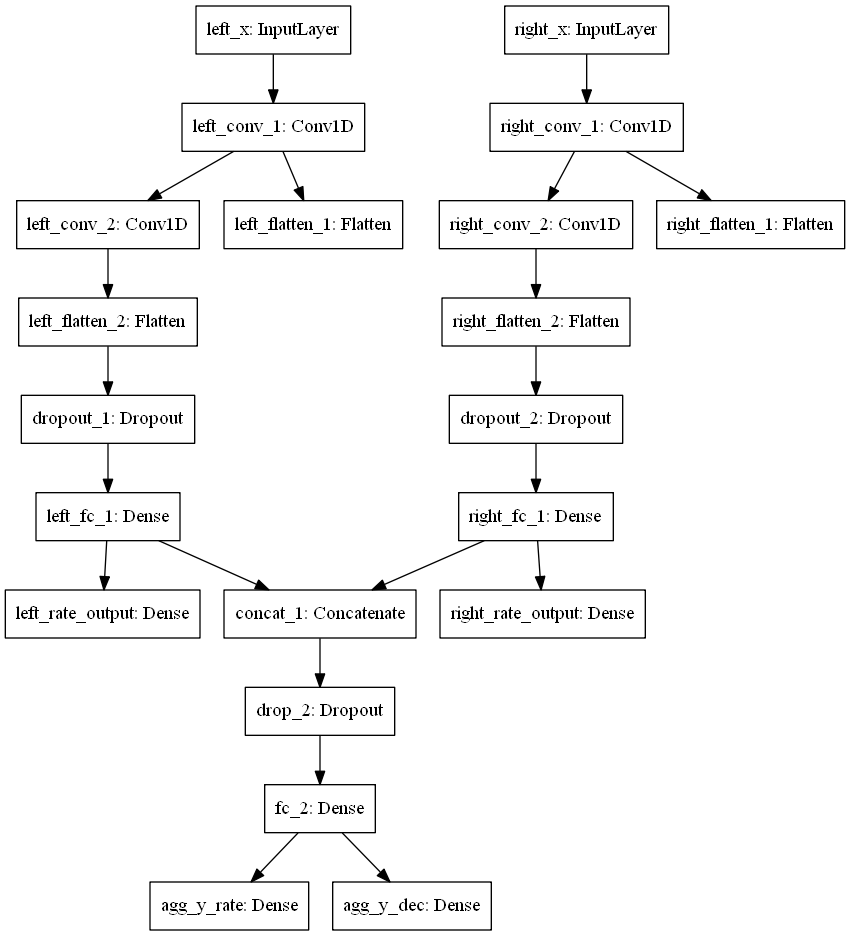 left_x: InputLayer
right_x: InputLayer
left_conv_1: Conv1D
right_conv_1: Conv1D
left_conv_2: Conv1D
left_flatten_1: Flatten
right_conv_2: Conv1D
right_flatten_1: Flatten
left_flatten_2: Flatten
right_flatten_2: Flatten
dropout_1: Dropout
dropout_2: Dropout
left_fc_1: Dense
right_fc_1: Dense
left_rate_output: Dense
concat_1: Concatenate
right_rate_output: Dense
drop_2: Dropout
fc_2: Dense
agg_y_rate: Dense
agg_y_dec: Dense